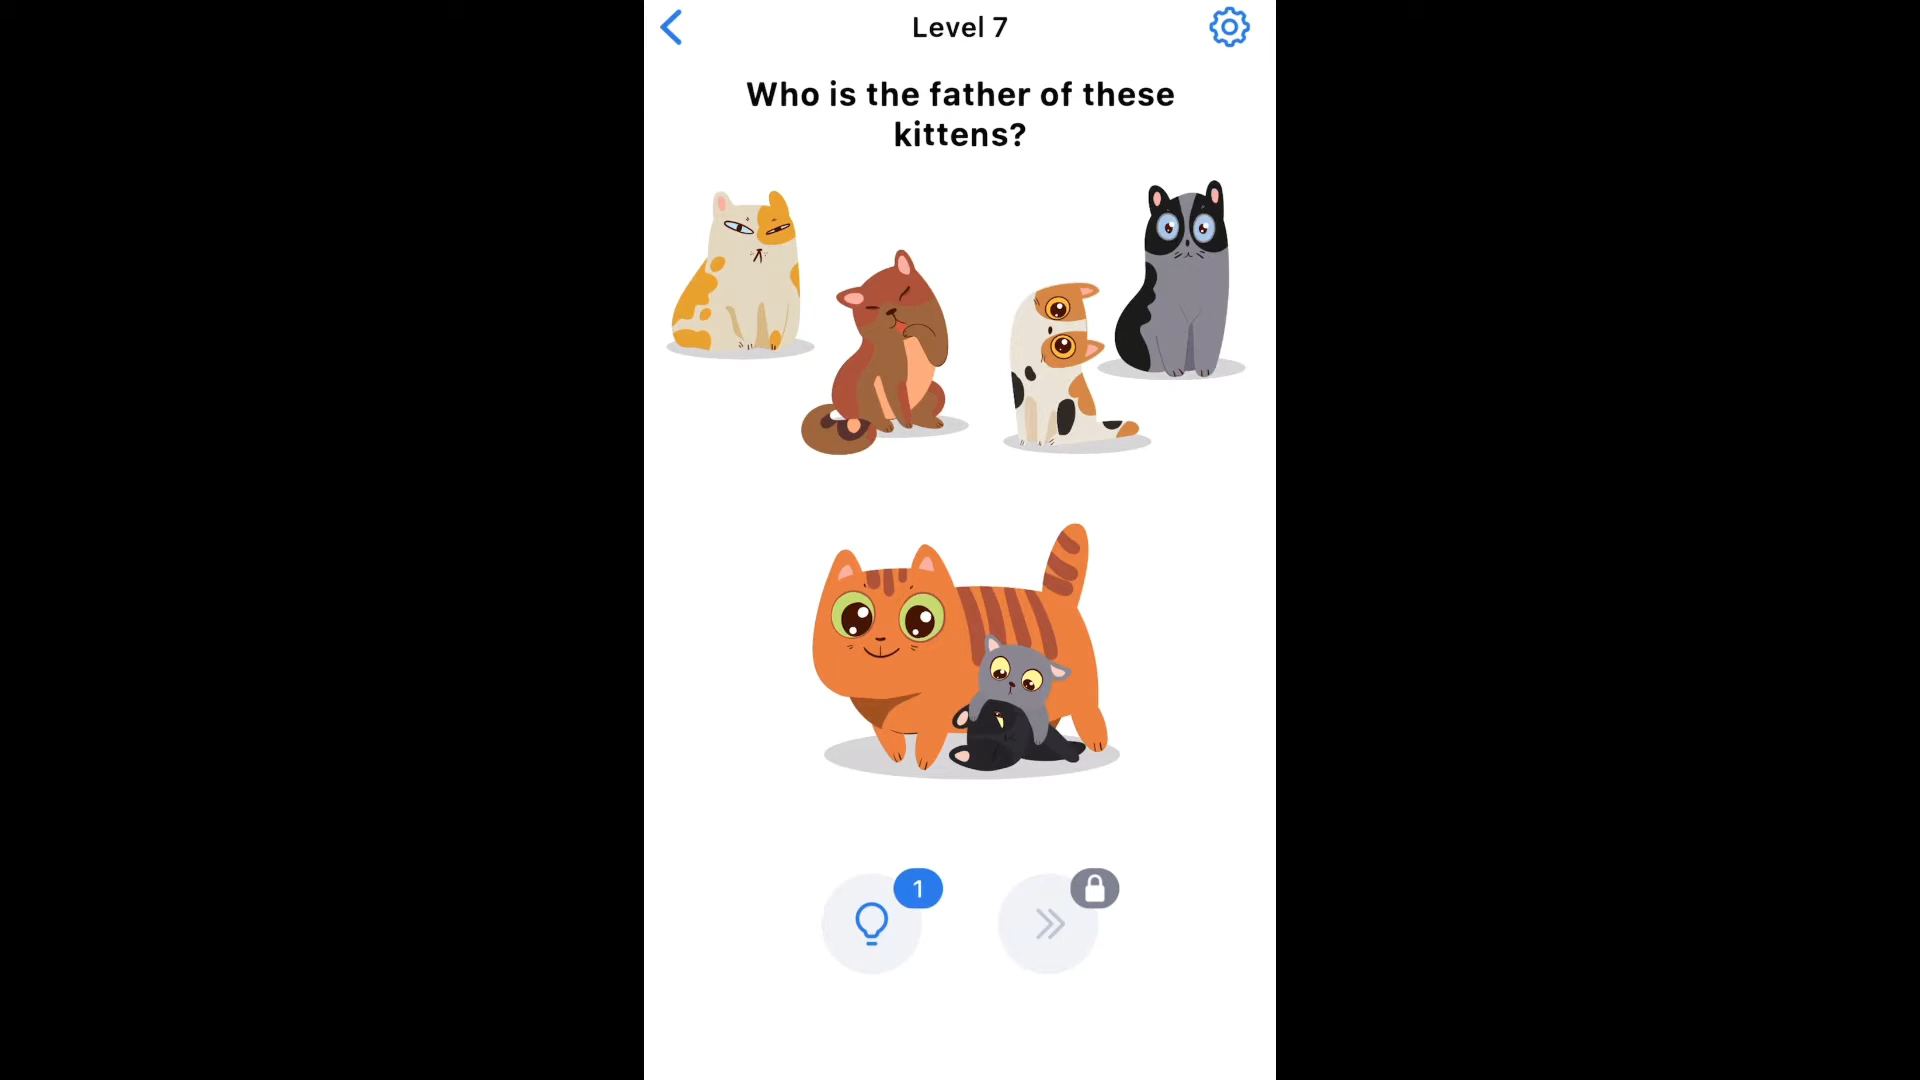 Level 7
Who is the father of these
kittens?
1